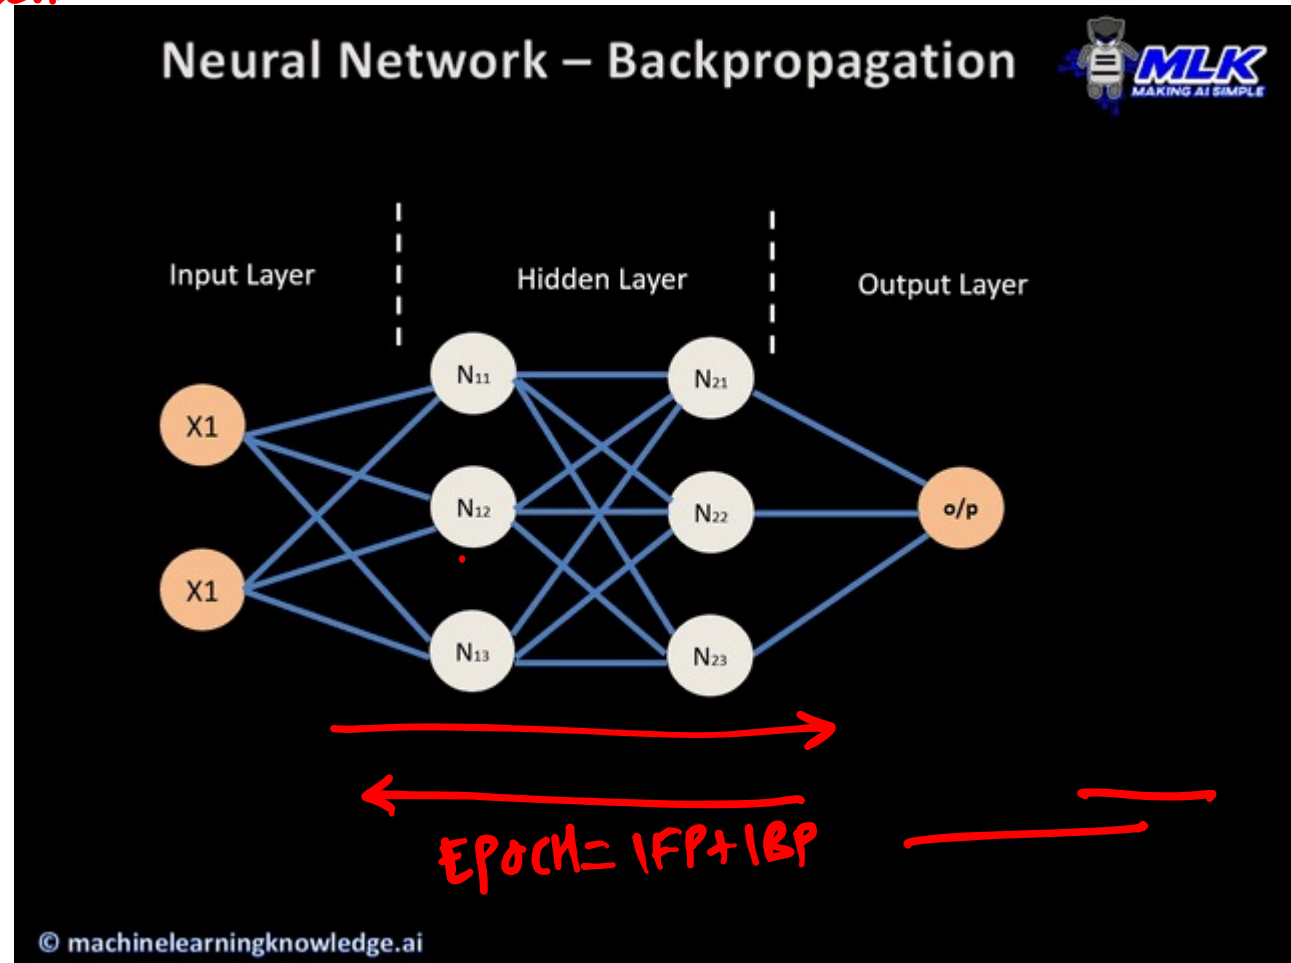 Neural Network – Backpropagation
MLK
MAKING AI SIMPLE
Input Layer
Hidden Layer
Output Layer
N11
N21
X1
N12
N22
o/p
X1
N13
N23
EPOCH= 1FP+1BP
© machinelearningknowledge.ai